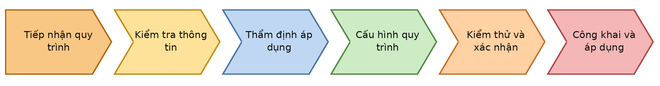 Tiếp nhận quy
trình
Kiểm tra thông
tin
Thẩm định áp
dụng
Cấu hình quy
trình
Kiểm thử và
xác nhận
Công khai và
áp dụng